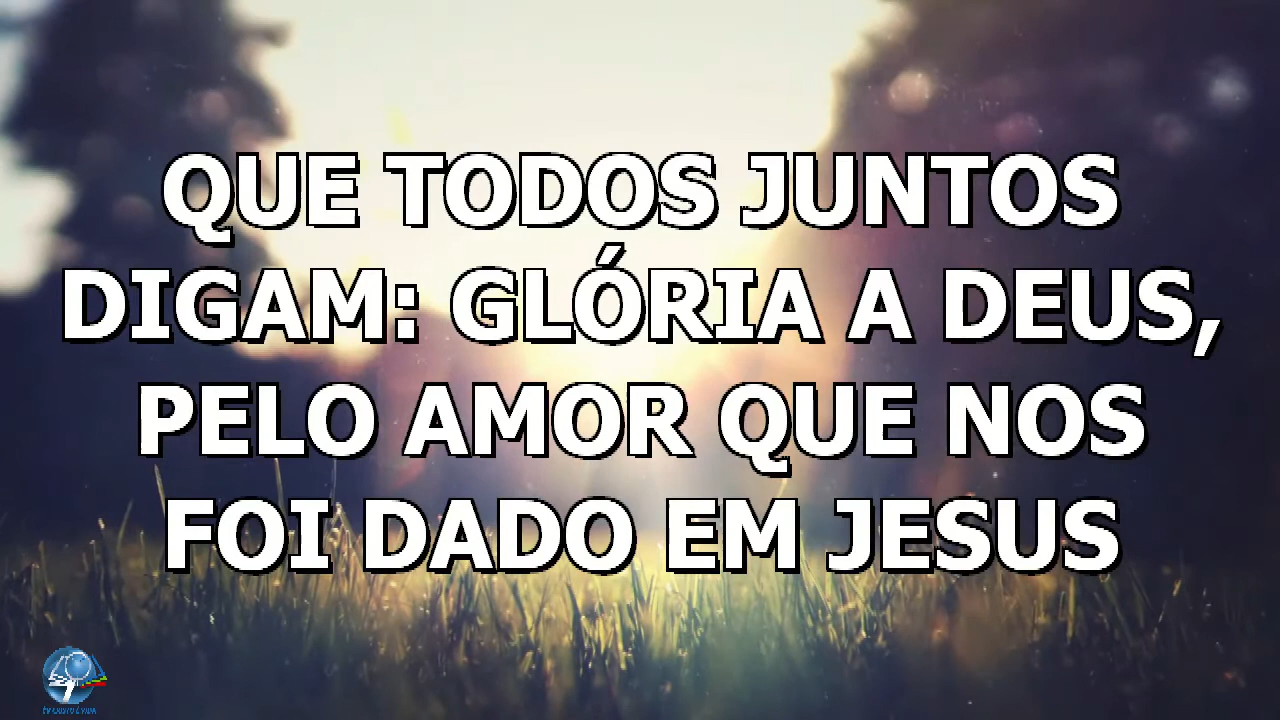 QUE TODOS JUNTOS
DIGAM: GLÓRIA A DEUS,
PELO AMOR QUE NOS
FOI DADO EM JESUS